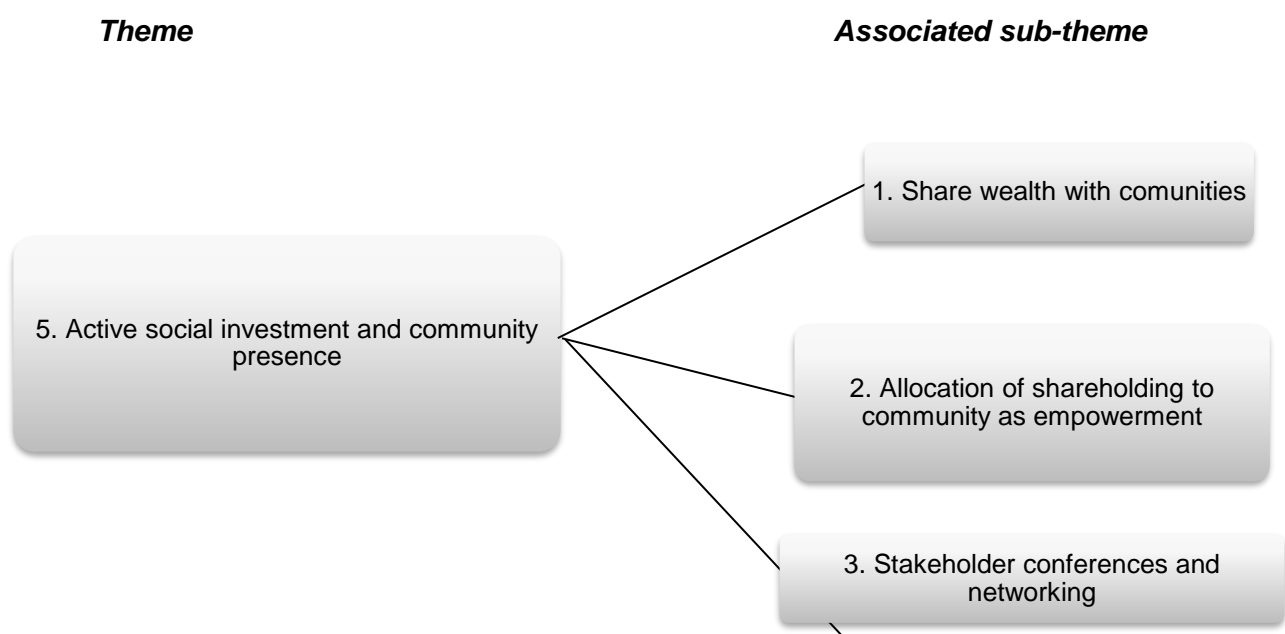 Theme
Associated sub-theme
1. Share wealth with comunities
5. Active social investment and community
presence
2. Allocation of shareholding to
community as empowerment
3. Stakeholder conferences and
networking